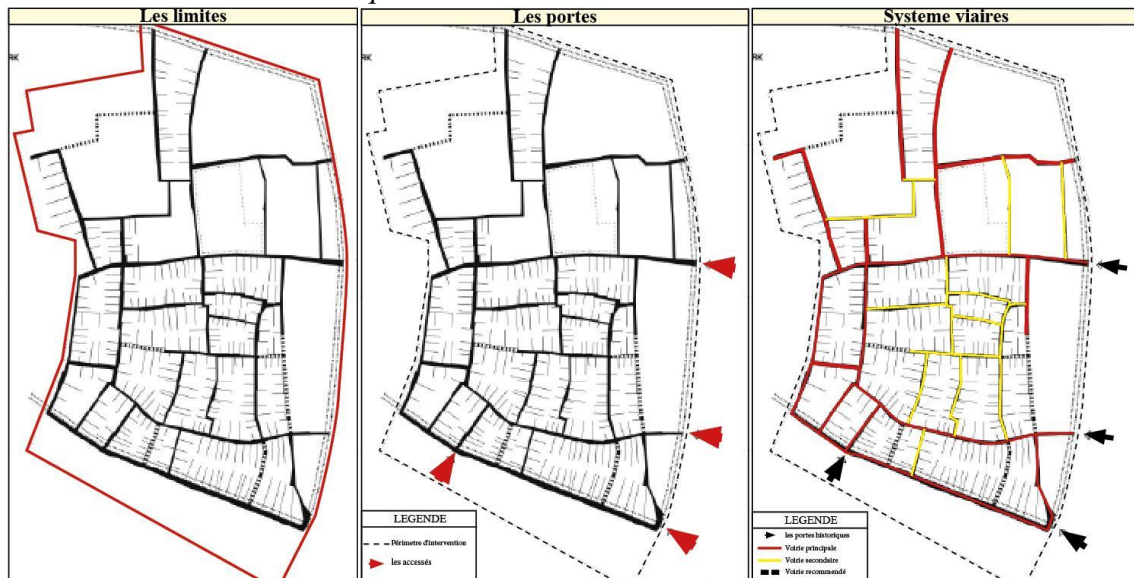 Les limites
Les portes
Systeme viaires
LEGENDE
Périmetre d'intervention
les accessés
LEGENDE
les portes historiques
Voirie principale
Voirie secondaire
Voirie recommendé